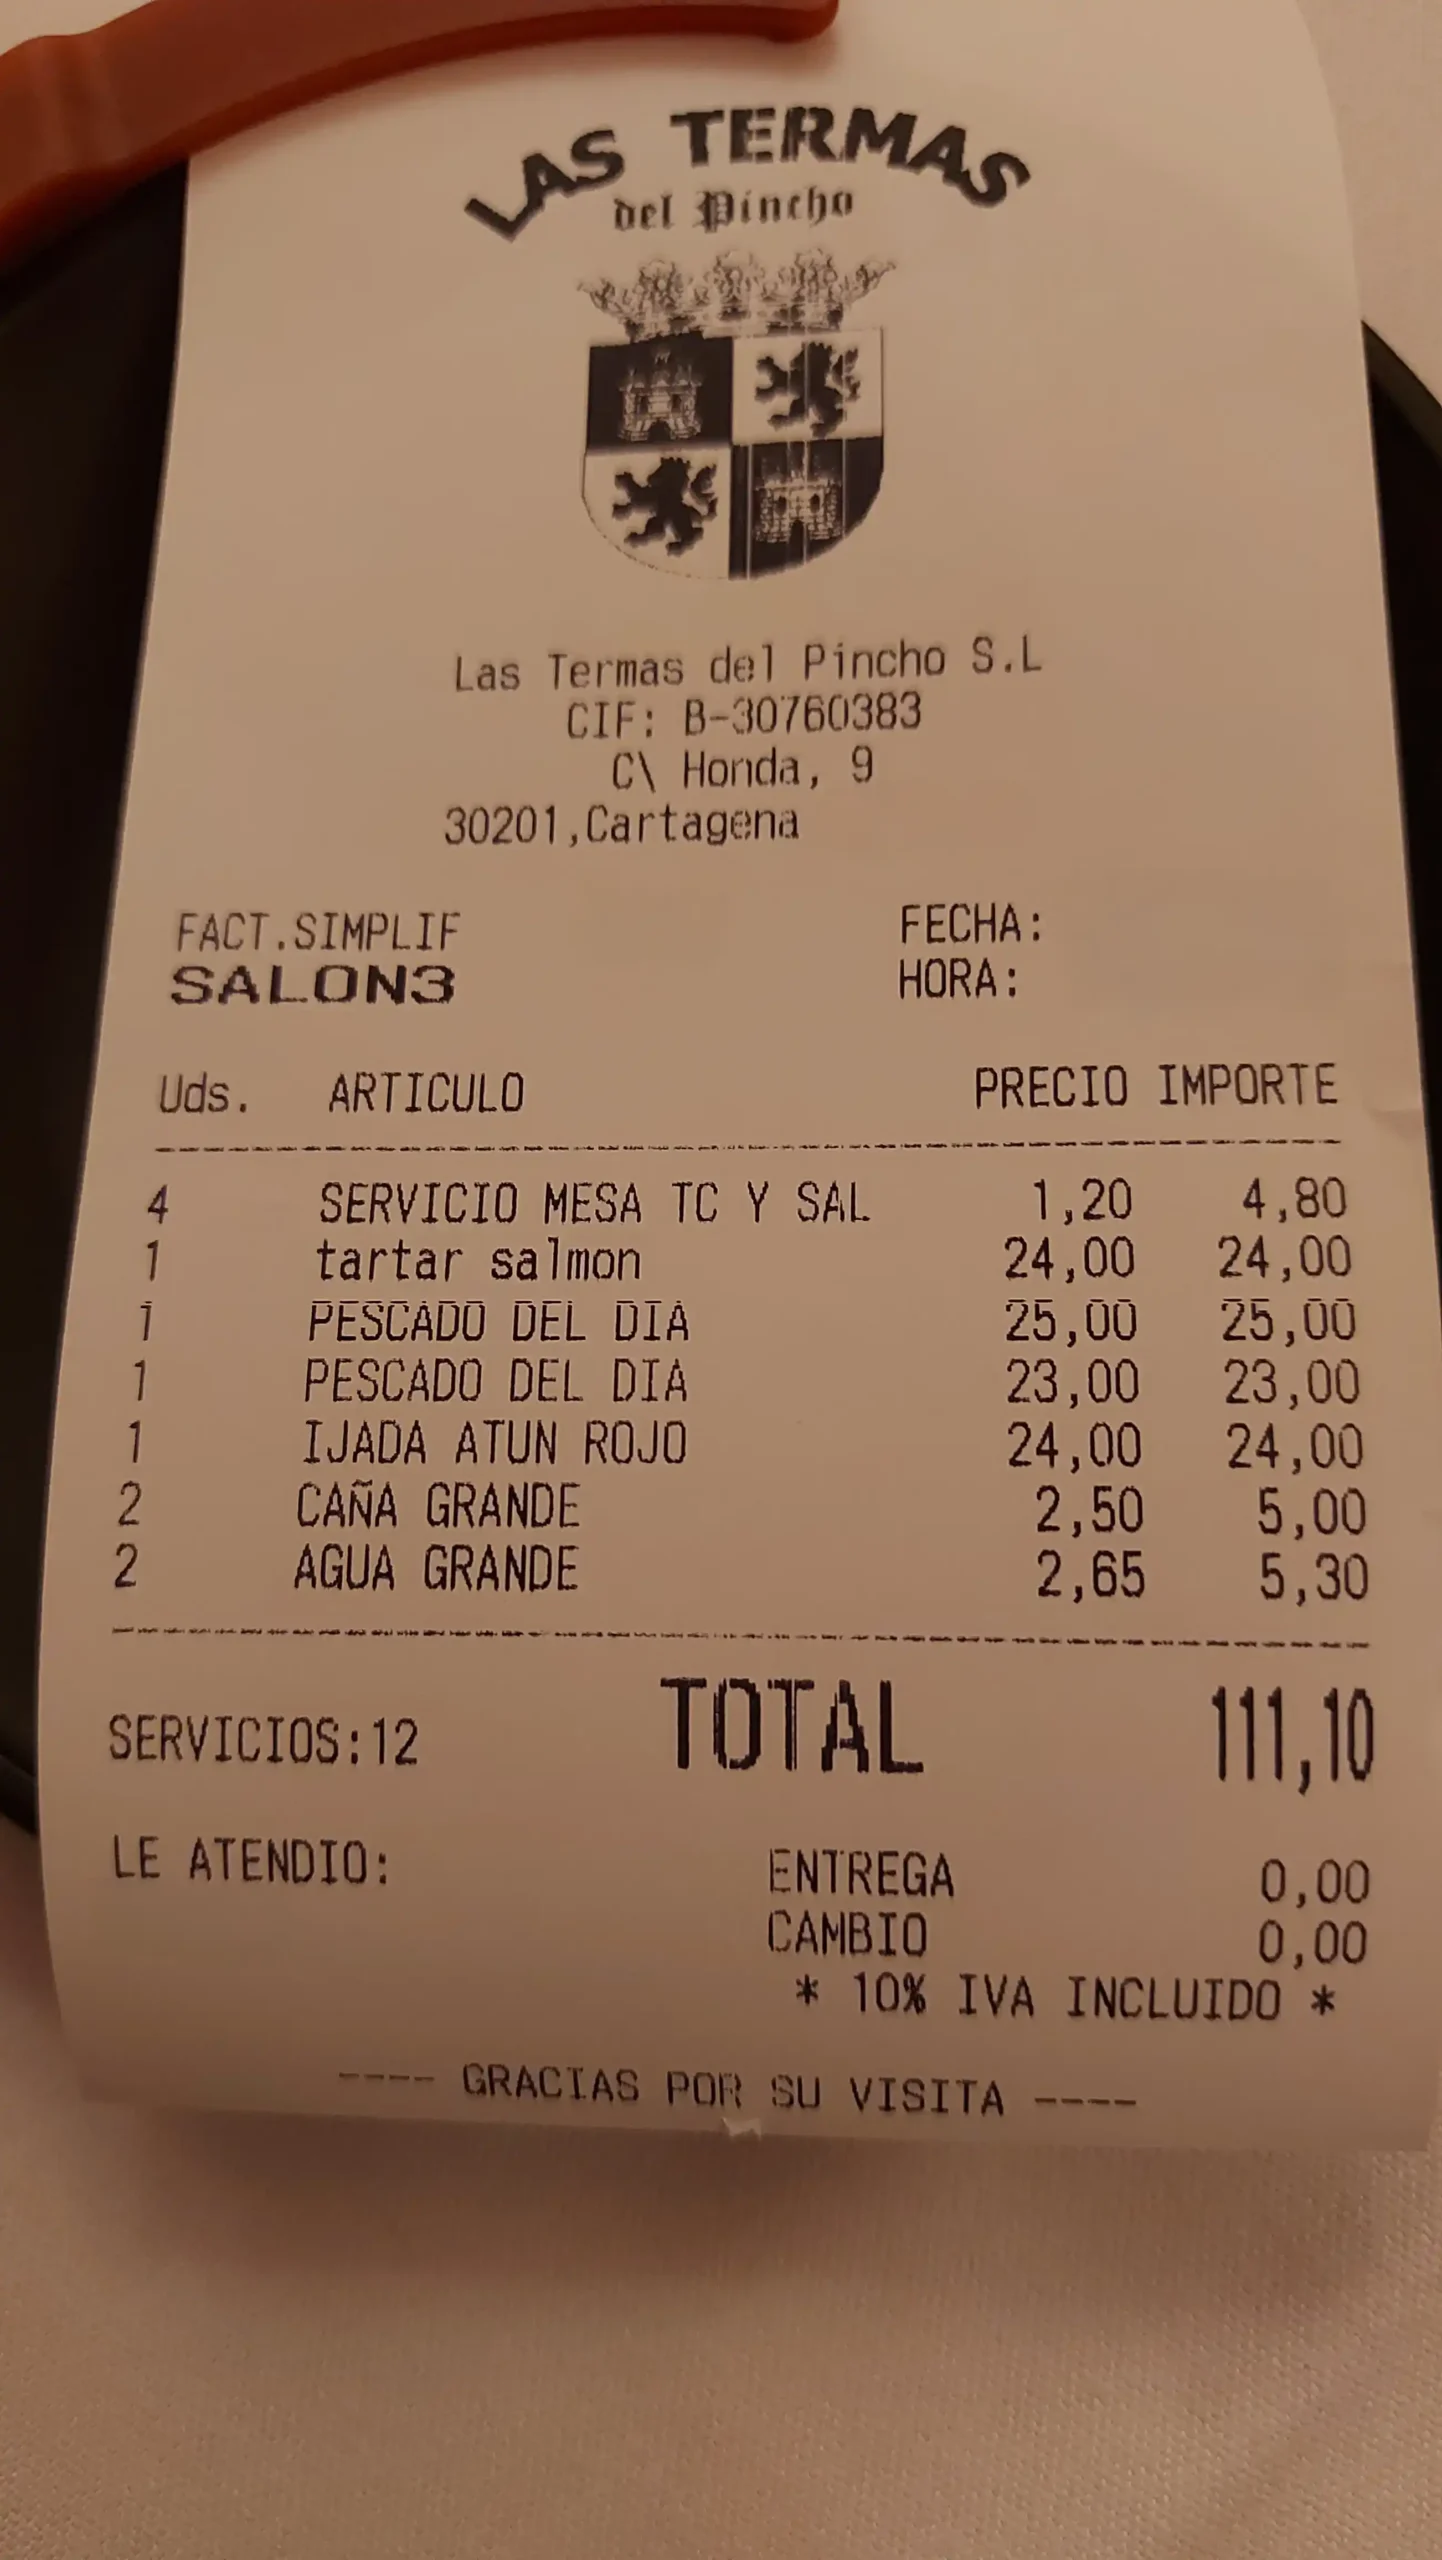 LAS TERMAS
del Pincho
Las Termas del Pincho S.L
CIF: B-30760383
C\ Honda, 9
30201,Cartagena
FACT.SIMPLIF FECHA:
SALON3 HORA:
Uds. ARTICULO PRECIO IMPORTE
4 SERVICIO MESA TC Y SAL 1,20 4,80
1 tartar salmon 24,00 24,00
1 PESCADO DEL DIA 25,00 25,00
1 PESCADO DEL DIA 23,00 23,00
1 IJADA ATUN ROJO 24,00 24,00
2 CAÑA GRANDE 2,50 5,00
2 AGUA GRANDE 2,65 5,30
SERVICIOS:12 TOTAL 111,10
LE ATENDIO: ENTREGA 0,00
CAMBIO 0,00
* 10% IVA INCLUIDO *
---- GRACIAS POR SU VISITA ----